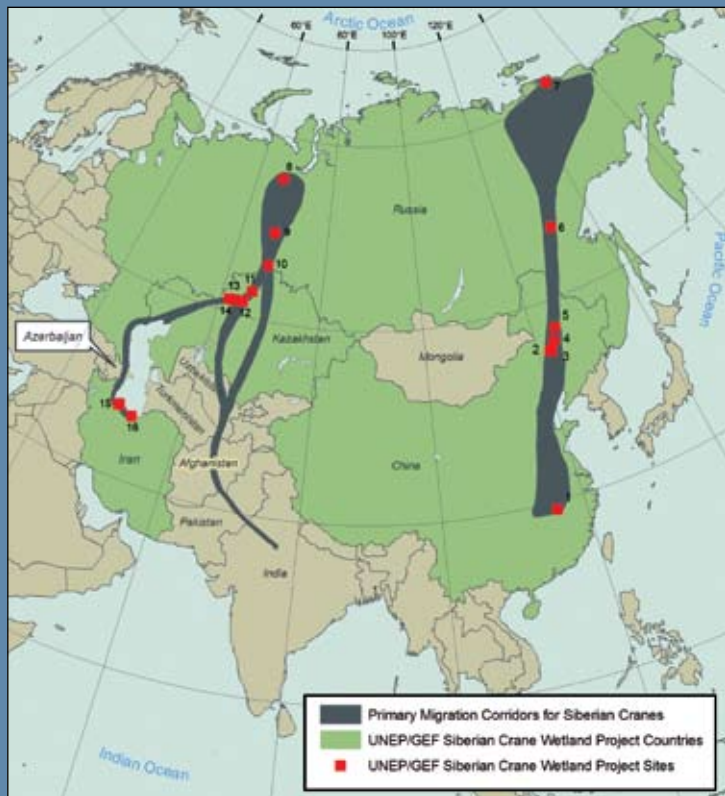 Arctic Ocean
60°E
80°E
100°E
120°E
7
8
Russia
9
6
10
11
13
14
12
5
4
2
3
Pacific Ocean
Kazakhstan
Mongolia
Azerbaijan
Uzbekistan
Turkmenistan
15
16
Iran
Afghanistan
China
Pakistan
1
India
Primary Migration Corridors for Siberian Cranes
UNEP/GEF Siberian Crane Wetland Project Countries
UNEP/GEF Siberian Crane Wetland Project Sites
Indian Ocean